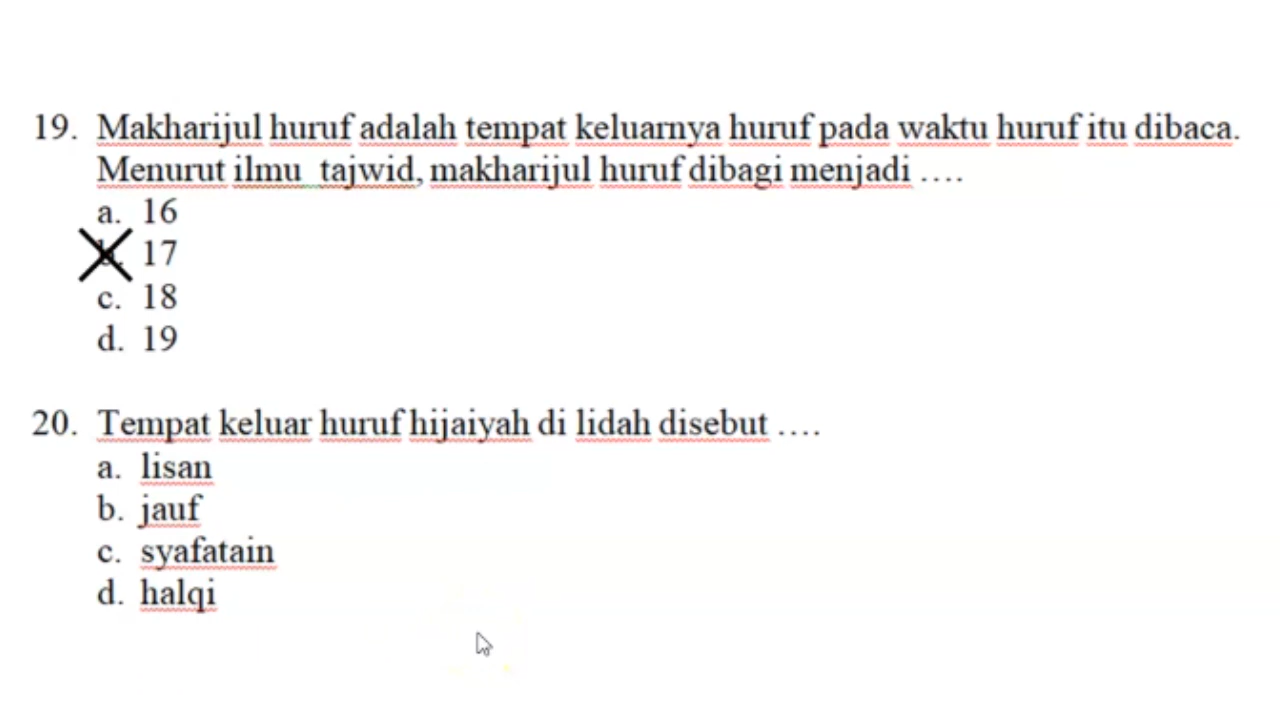 19. Makharijul huruf adalah tempat keluarnya huruf pada waktu huruf itu dibaca.
Menurut ilmu tajwid, makharijul huruf dibagi menjadi ….
a. 16
b. 17
c. 18
d. 19
20. Tempat keluar huruf hijaiyah di lidah disebut ….
a. lisan
b. jauf
c. syafatain
d. halqi